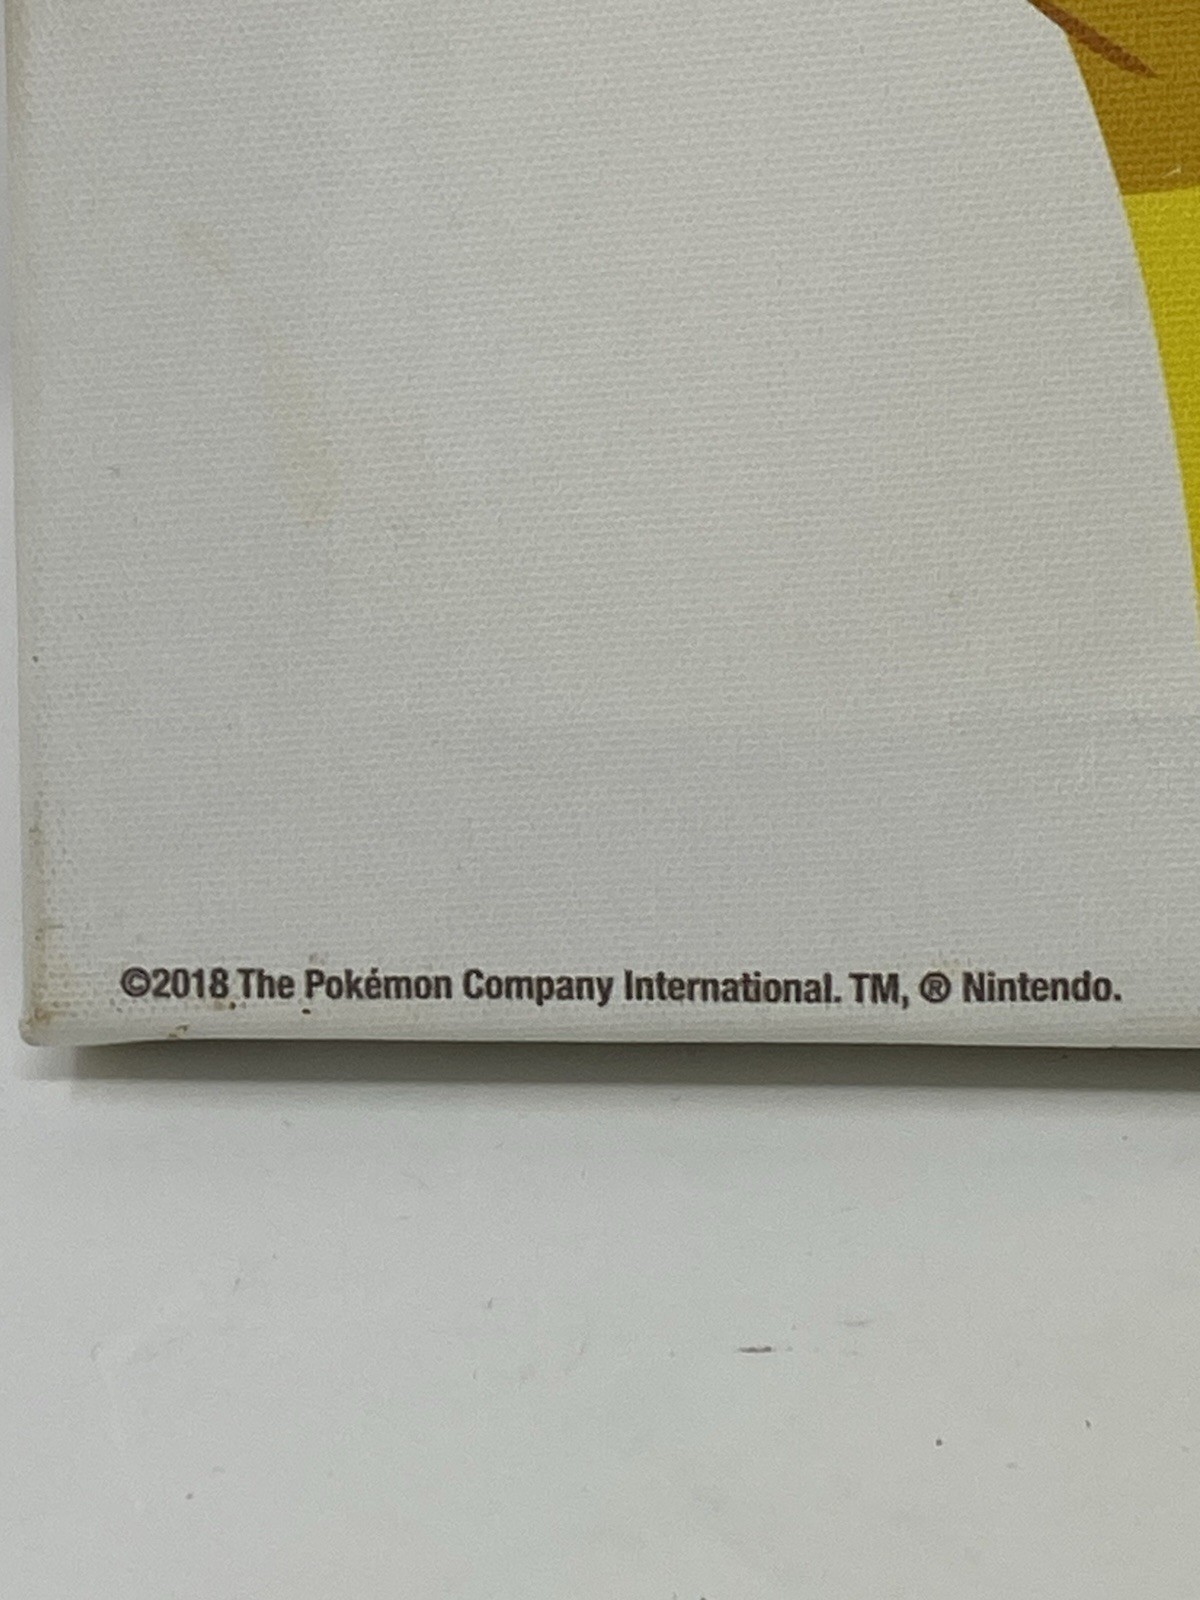 ©2018 The Pokémon Company International. TM, ® Nintendo.